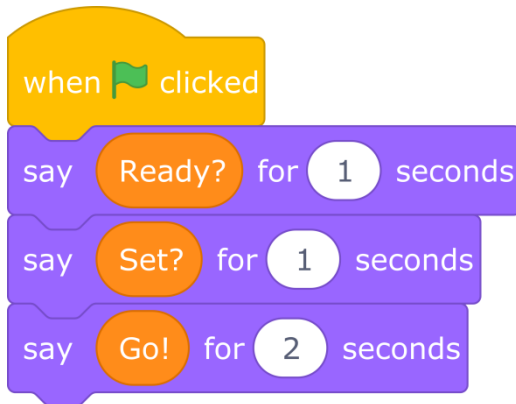 when clicked
say Ready? for 1 seconds
say Set? for 1 seconds
say Go! for 2 seconds